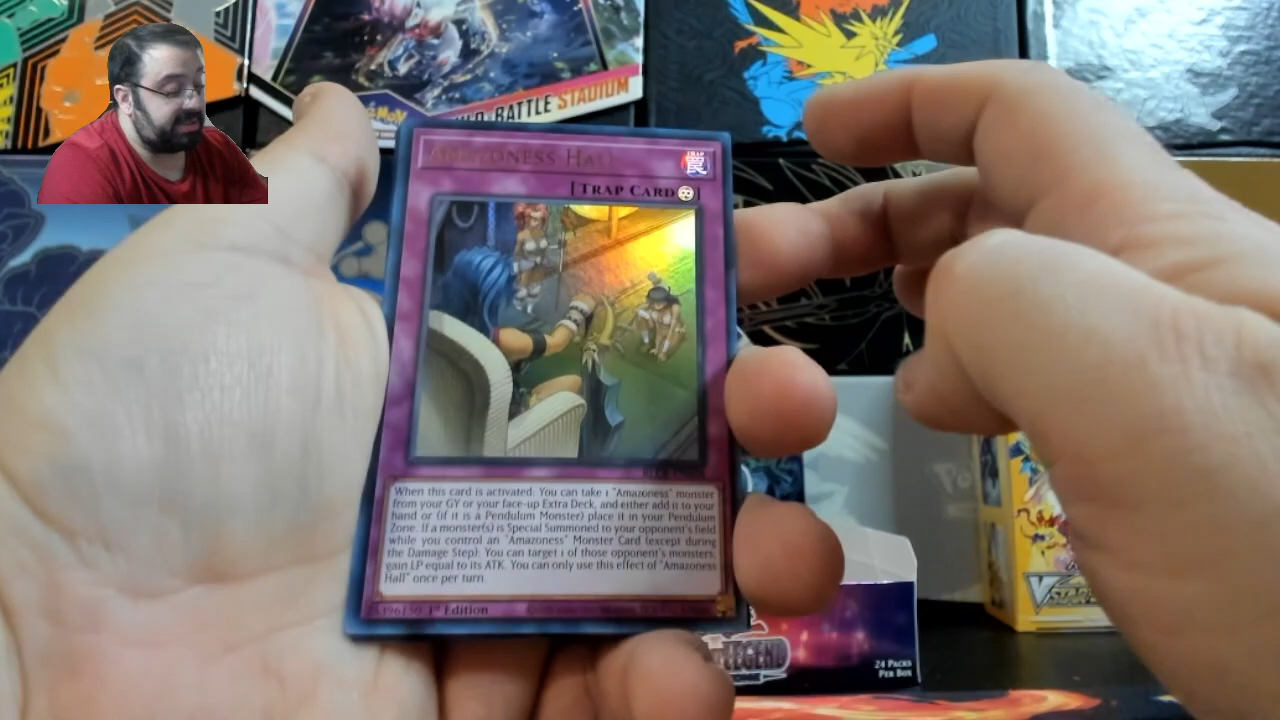 BATTLE STADIUM
AMAZONESS HALL
TRAP
罠
[TRAP CARD
When this card is activated: You can take 1 "Amazoness" monster
from your GY or your face-up Extra Deck, and either add it to your
hand or (if it is a Pendulum Monster) place it in your Pendulum
Zone. If a monster(s) is Special Summoned to your opponent's field
while you control an "Amazoness" Monster Card (except during
the Damage Step): You can target 1 of those opponent's monsters,
gain LP equal to its ATK. You can only use this effect of "Amazoness
Hall" once per turn.
1st Edition
LEGEND
24 PACKS
PER BOX